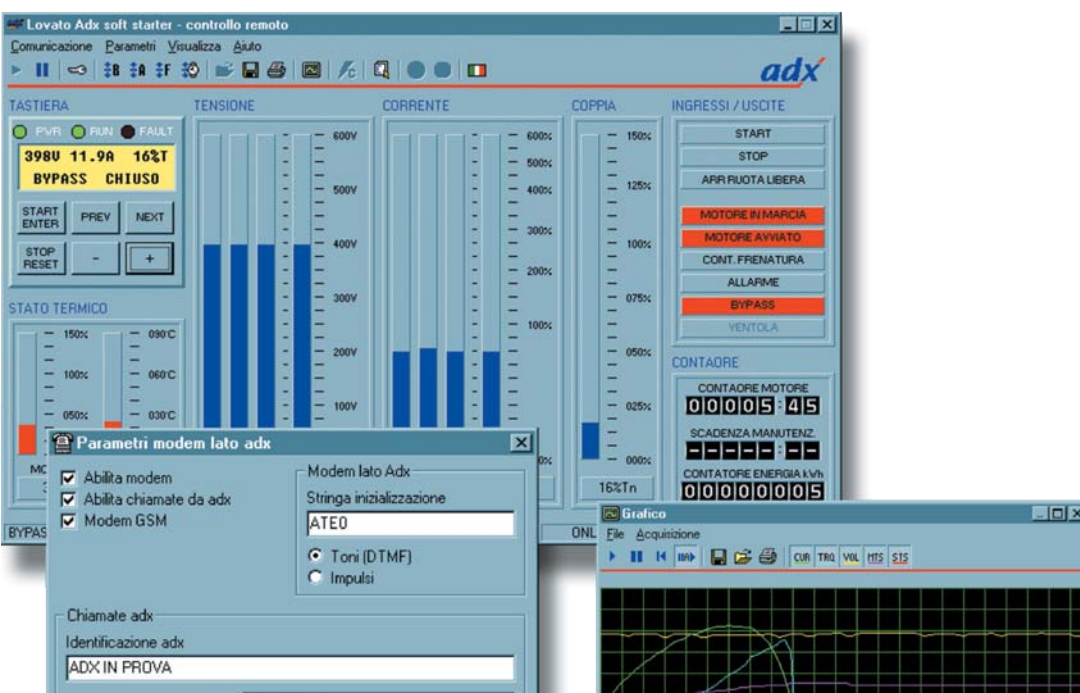 Lovato Adx soft starter - controllo remoto
Comunicazione Parametri Visualizza Aiuto
adx
TASTIERA
PWR RUN FAULT
398V 11.9A 16%T
BYPASS CHIUSO
START ENTER PREV NEXT
STOP RESET - +
STATO TERMICO
150% 090°C
100% 060°C
050% 030°C
TENSIONE
600V
500V
400V
300V
200V
100V
CORRENTE
600%
500%
400%
300%
200%
100%
COPPIA
150%
125%
100%
075%
050%
025%
000%
16%Tn
INGRESSI / USCITE
START
STOP
ARR RUOTA LIBERA
MOTORE IN MARCIA
MOTORE AVVIATO
CONT. FRENATURA
ALLARME
BYPASS
VENTOLA
CONTAORE
CONTAORE MOTORE
00005:45
SCADENZA MANUTENZ.
-----:--
CONTATORE ENERGIA kWh
00000005
BYPAS
ONL
Parametri modem lato adx
Abilita modem
Abilita chiamate da adx
Modem GSM
Modem lato Adx
Stringa inizializzazione
ATE0
Toni (DTMF)
Impulsi
Chiamate adx
Identificazione adx
ADX IN PROVA
Grafico
File Acquisizione
CUR TRQ VOL MTS STS